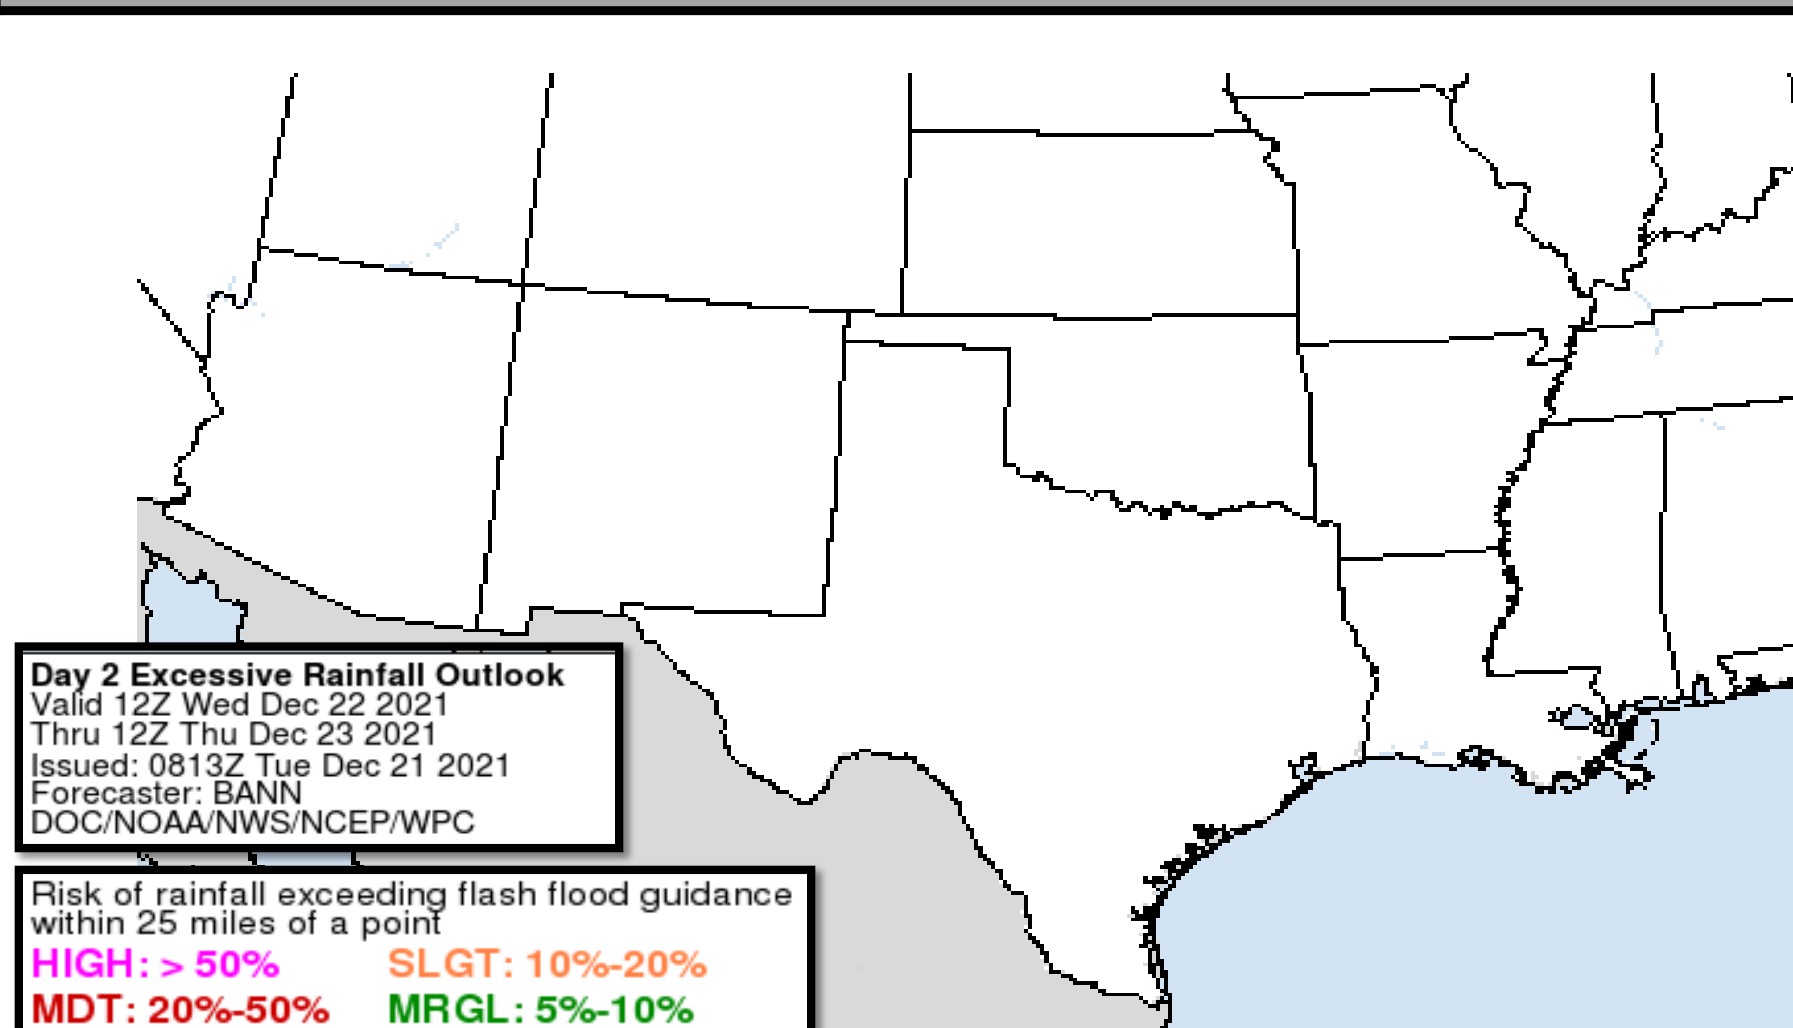 Day 2 Excessive Rainfall Outlook
Valid 12Z Wed Dec 22 2021
Thru 12Z Thu Dec 23 2021
Issued: 0813Z Tue Dec 21 2021
Forecaster: BANN
DOC/NOAA/NWS/NCEP/WPC
Risk of rainfall exceeding flash flood guidance
within 25 miles of a point
HIGH: > 50% SLGT: 10%-20%
MDT: 20%-50% MRGL: 5%-10%